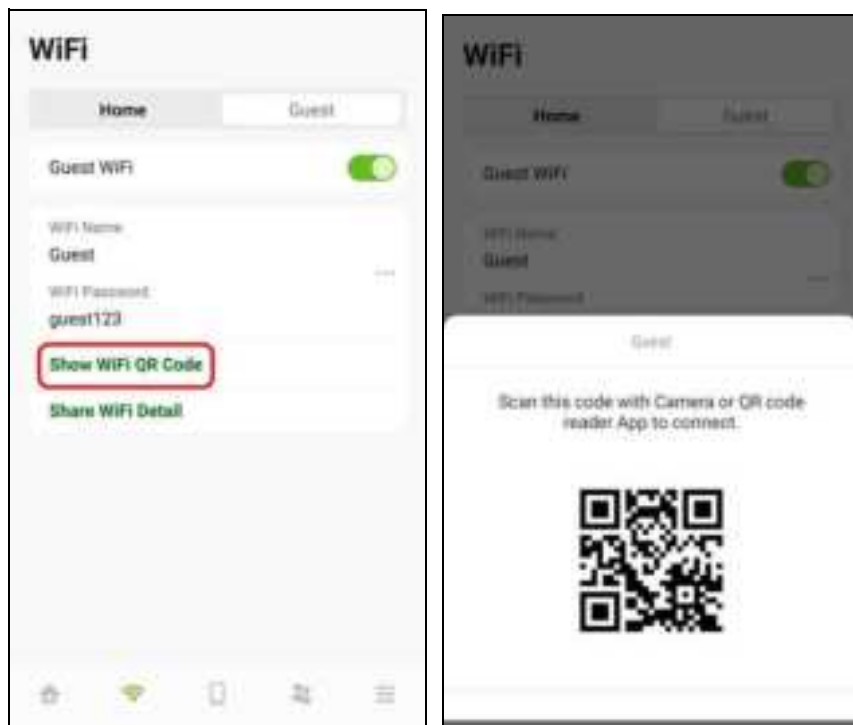 WiFi
Home
Guest
Guest WiFi
WiFi Name
Guest
WiFi Password
guest123
Show WiFi QR Code
Share WiFi Detail
WiFi
Home
Guest
Guest WiFi
WiFi Name
Guest
WiFi Password
Guest
Scan this code with Camera or QR code
reader App to connect.